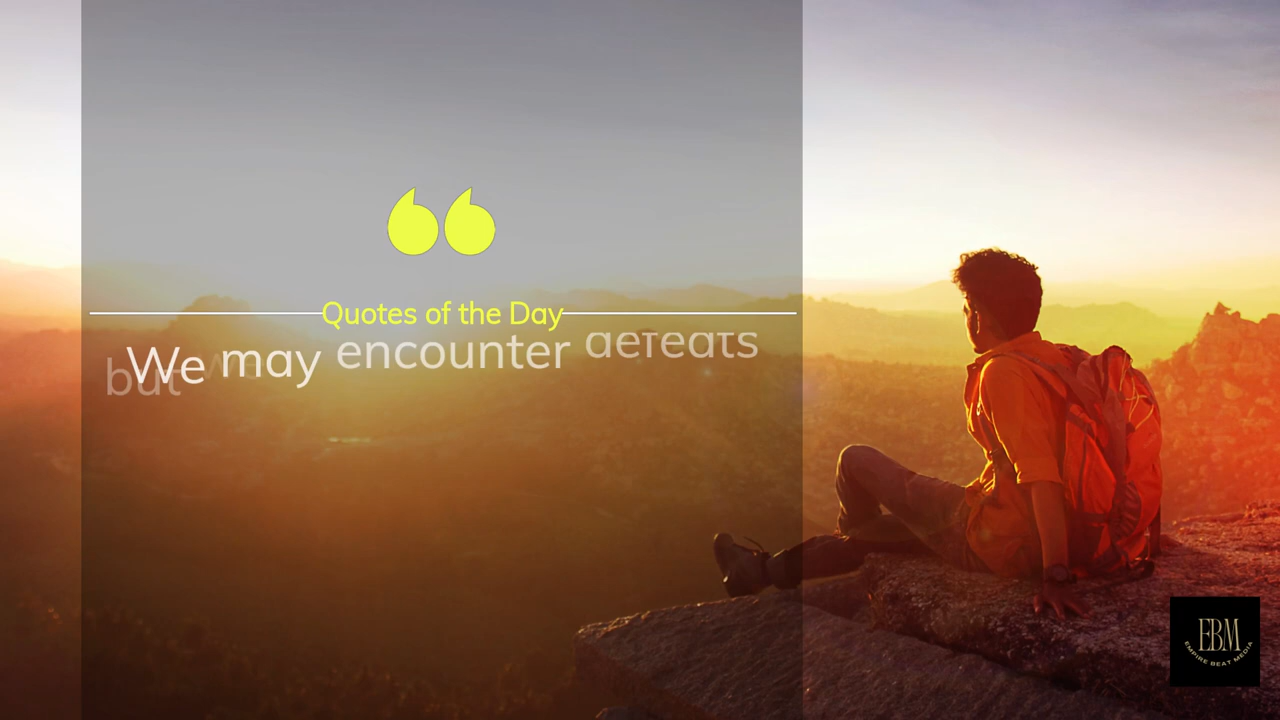 Quotes of the Day
We may encounter defeats
but
EBM
EMPIRE BEAT MEDIA